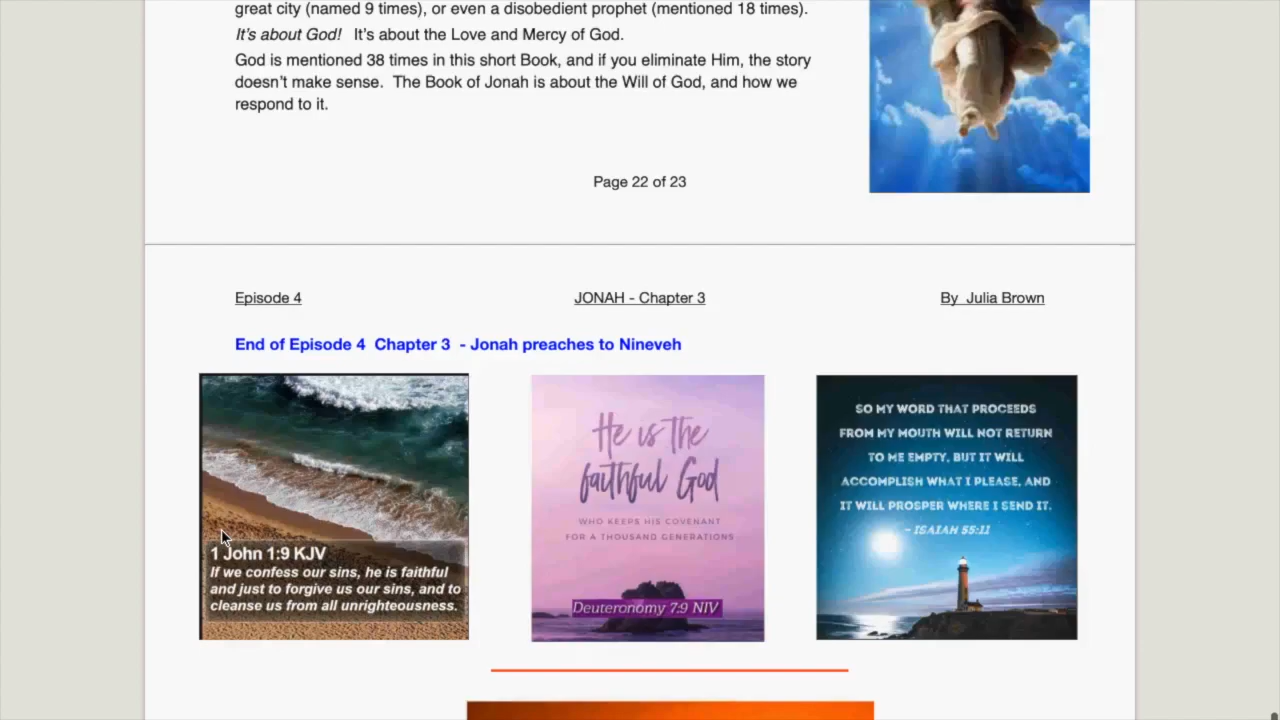 great city (named 9 times), or even a disobedient prophet (mentioned 18 times).
It's about God!   It's about the Love and Mercy of God.
God is mentioned 38 times in this short Book, and if you eliminate Him, the story
doesn't make sense.  The Book of Jonah is about the Will of God, and how we
respond to it.
Page 22 of 23
Episode 4
JONAH - Chapter 3
By  Julia Brown
End of Episode 4  Chapter 3  - Jonah preaches to Nineveh
1 John 1:9 KJV
If we confess our sins, he is faithful
and just to forgive us our sins, and to
cleanse us from all unrighteousness.
He is the
faithful God
WHO KEEPS HIS COVENANT
FOR A THOUSAND GENERATIONS
Deuteronomy 7:9 NIV
SO MY WORD THAT PROCEEDS
FROM MY MOUTH WILL NOT RETURN
TO ME EMPTY, BUT IT WILL
ACCOMPLISH WHAT I PLEASE, AND
IT WILL PROSPER WHERE I SEND IT.
- ISAIAH 55:11